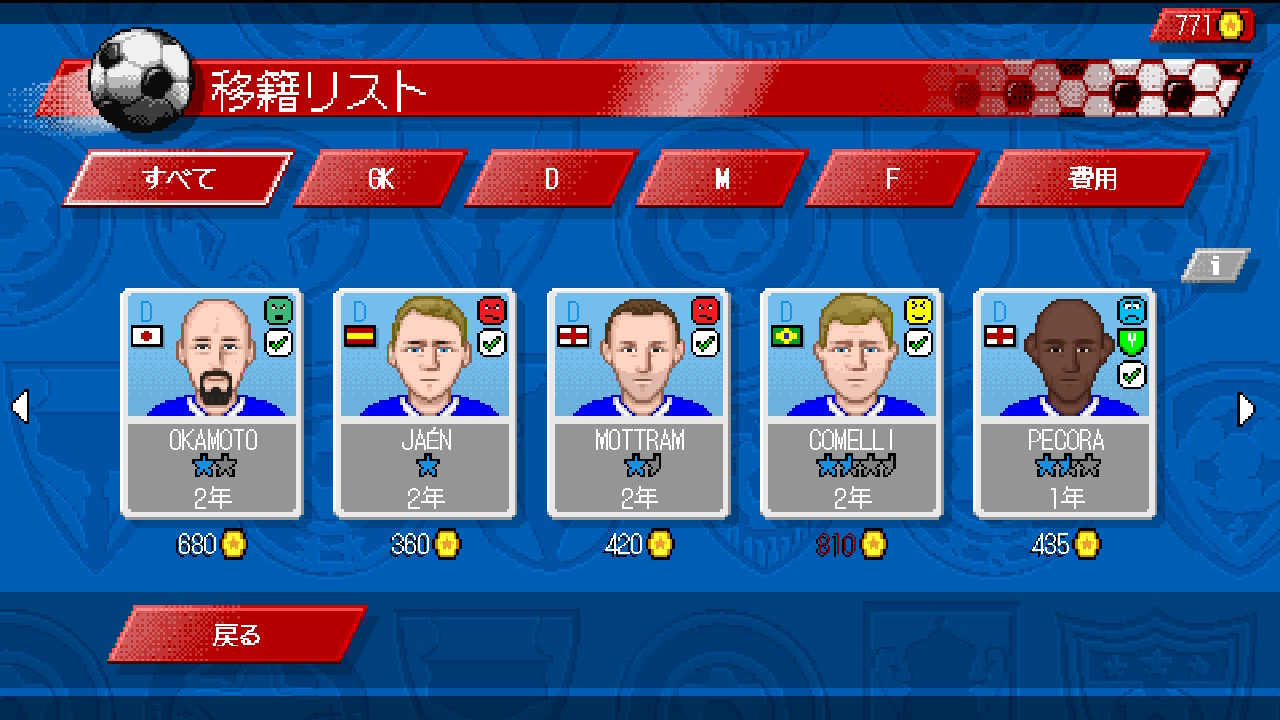 771
移籍リスト
すべて GK D M F 費用
i
D D D D D
Y
OKAMOTO JAÉN MOTTRAM COMELLI PECORA
2年 2年 2年 2年 1年
680 360 420 810 435
戻る